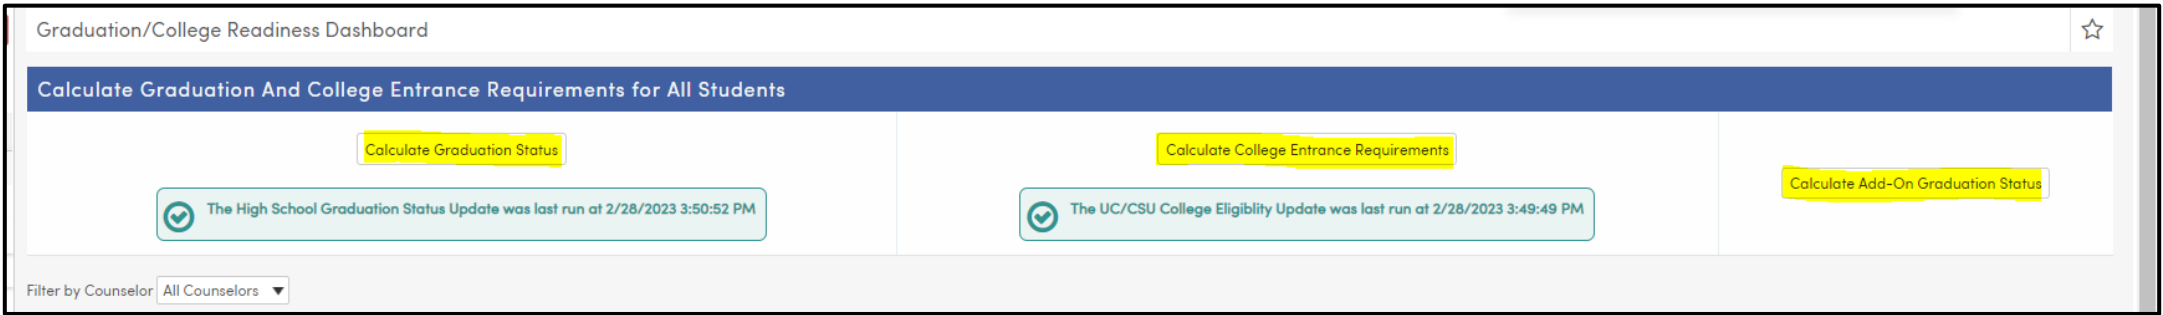 Graduation/College Readiness Dashboard
Calculate Graduation And College Entrance Requirements for All Students
Calculate Graduation Status
The High School Graduation Status Update was last run at 2/28/2023 3:50:52 PM
Calculate College Entrance Requirements
The UC/CSU College Eligiblity Update was last run at 2/28/2023 3:49:49 PM
Calculate Add-On Graduation Status
Filter by Counselor All Counselors